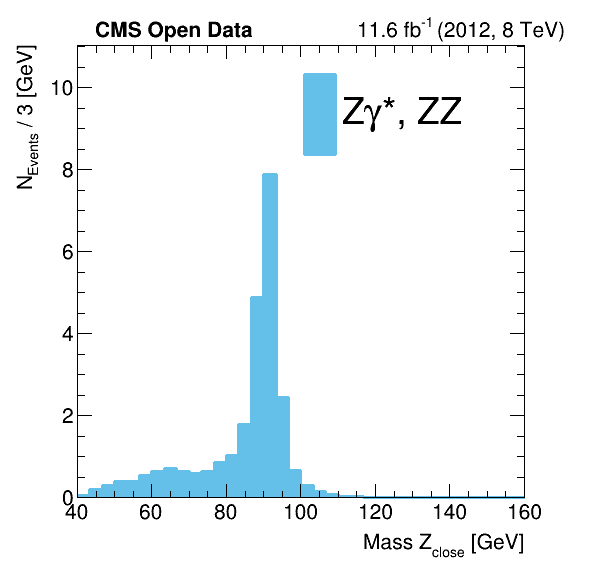 CMS Open Data 11.6 fb-1 (2012, 8 TeV)
NEvents / 3 [GeV]
10
8
6
4
2
0
Zγ*, ZZ
40 60 80 100 120 140 160
Mass Zclose [GeV]